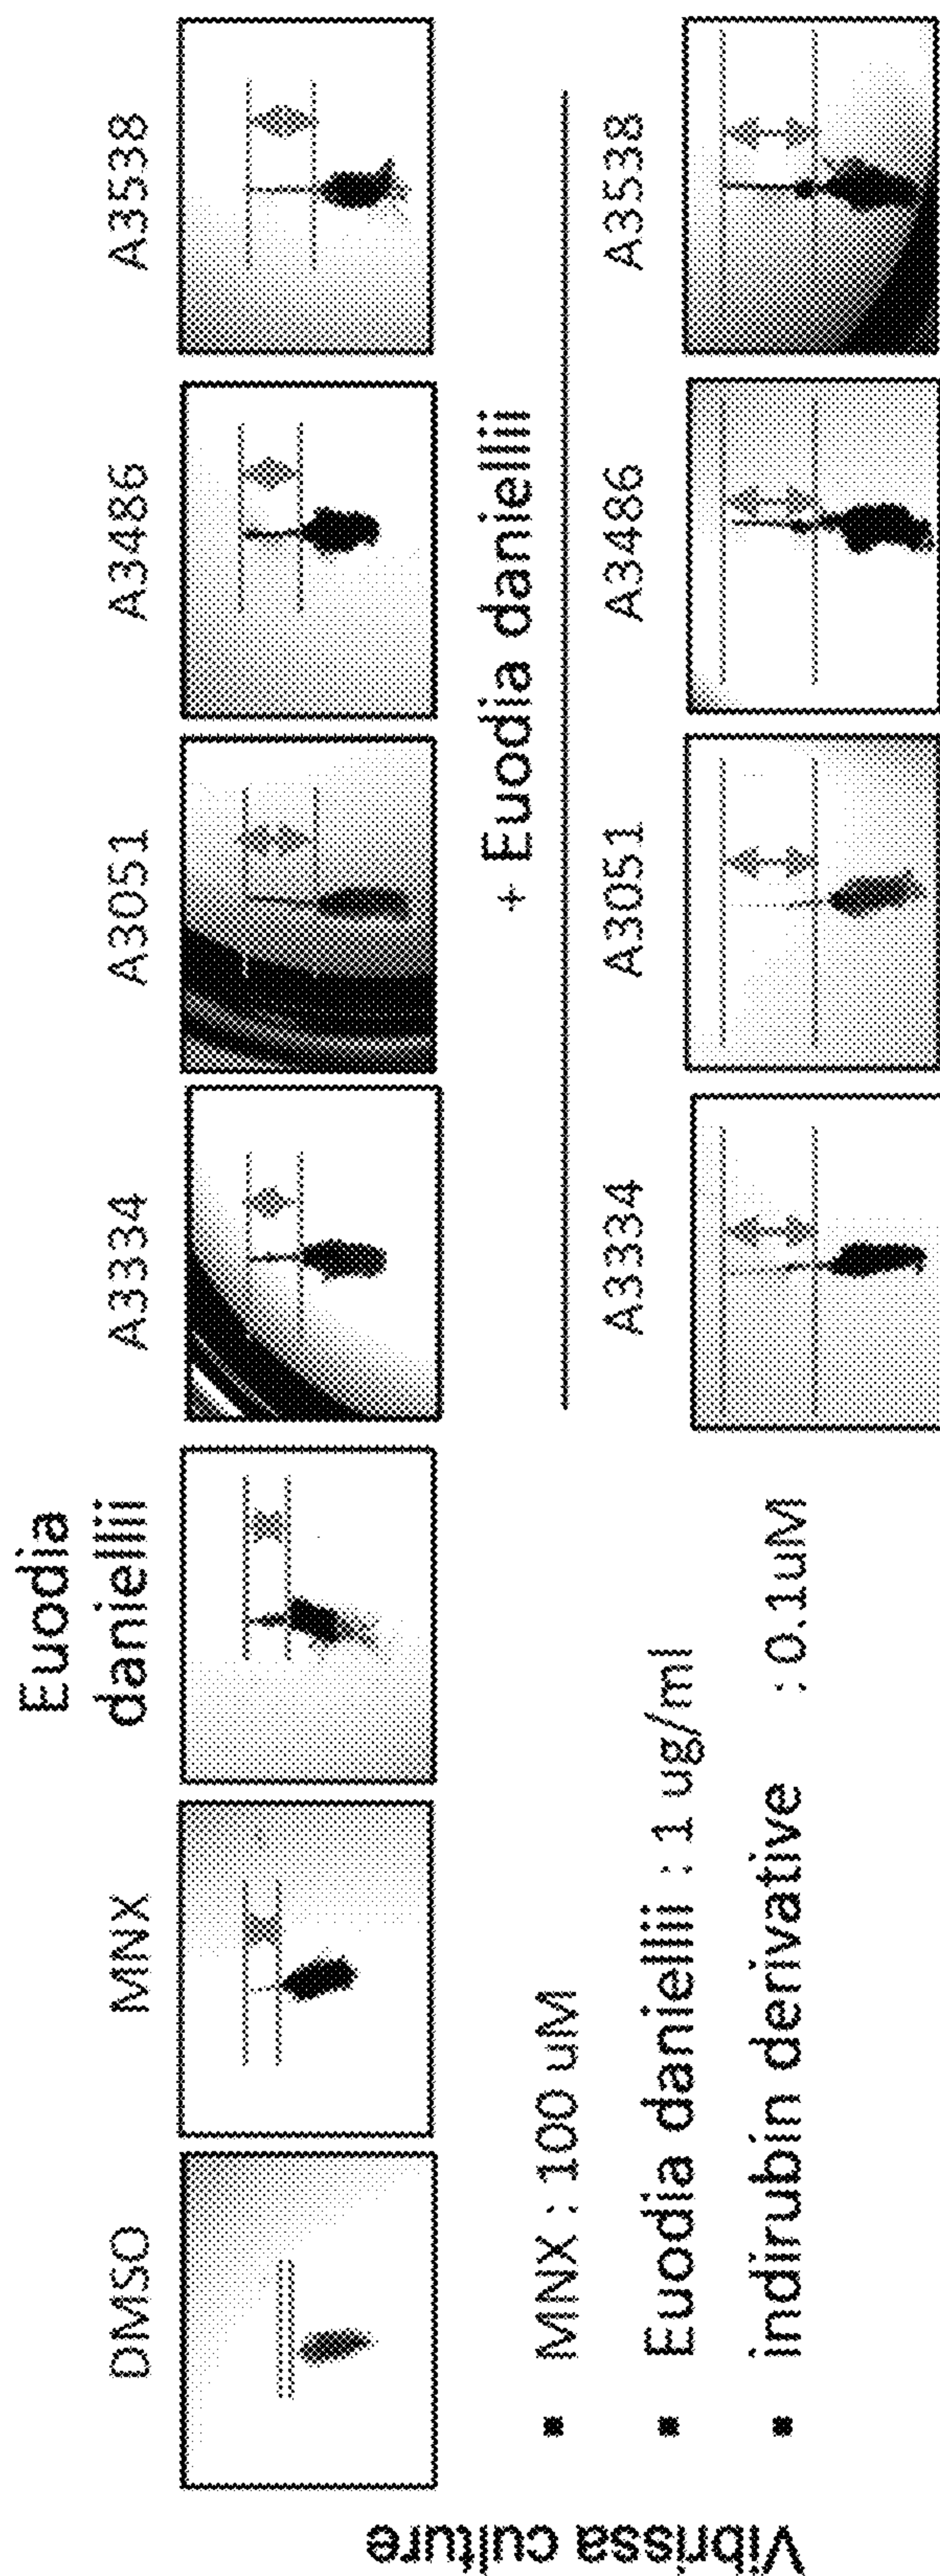 Vibrissa culture
DMSO
MNX
Euodia
daniellii
A3334
A3051
A3486
A3538
+ Euodia daniellii
A3334
A3051
A3486
A3538
▪ MNX : 100 uM
▪ Euodia daniellii : 1 ug/ml
▪ indirubin derivative : 0.1uM